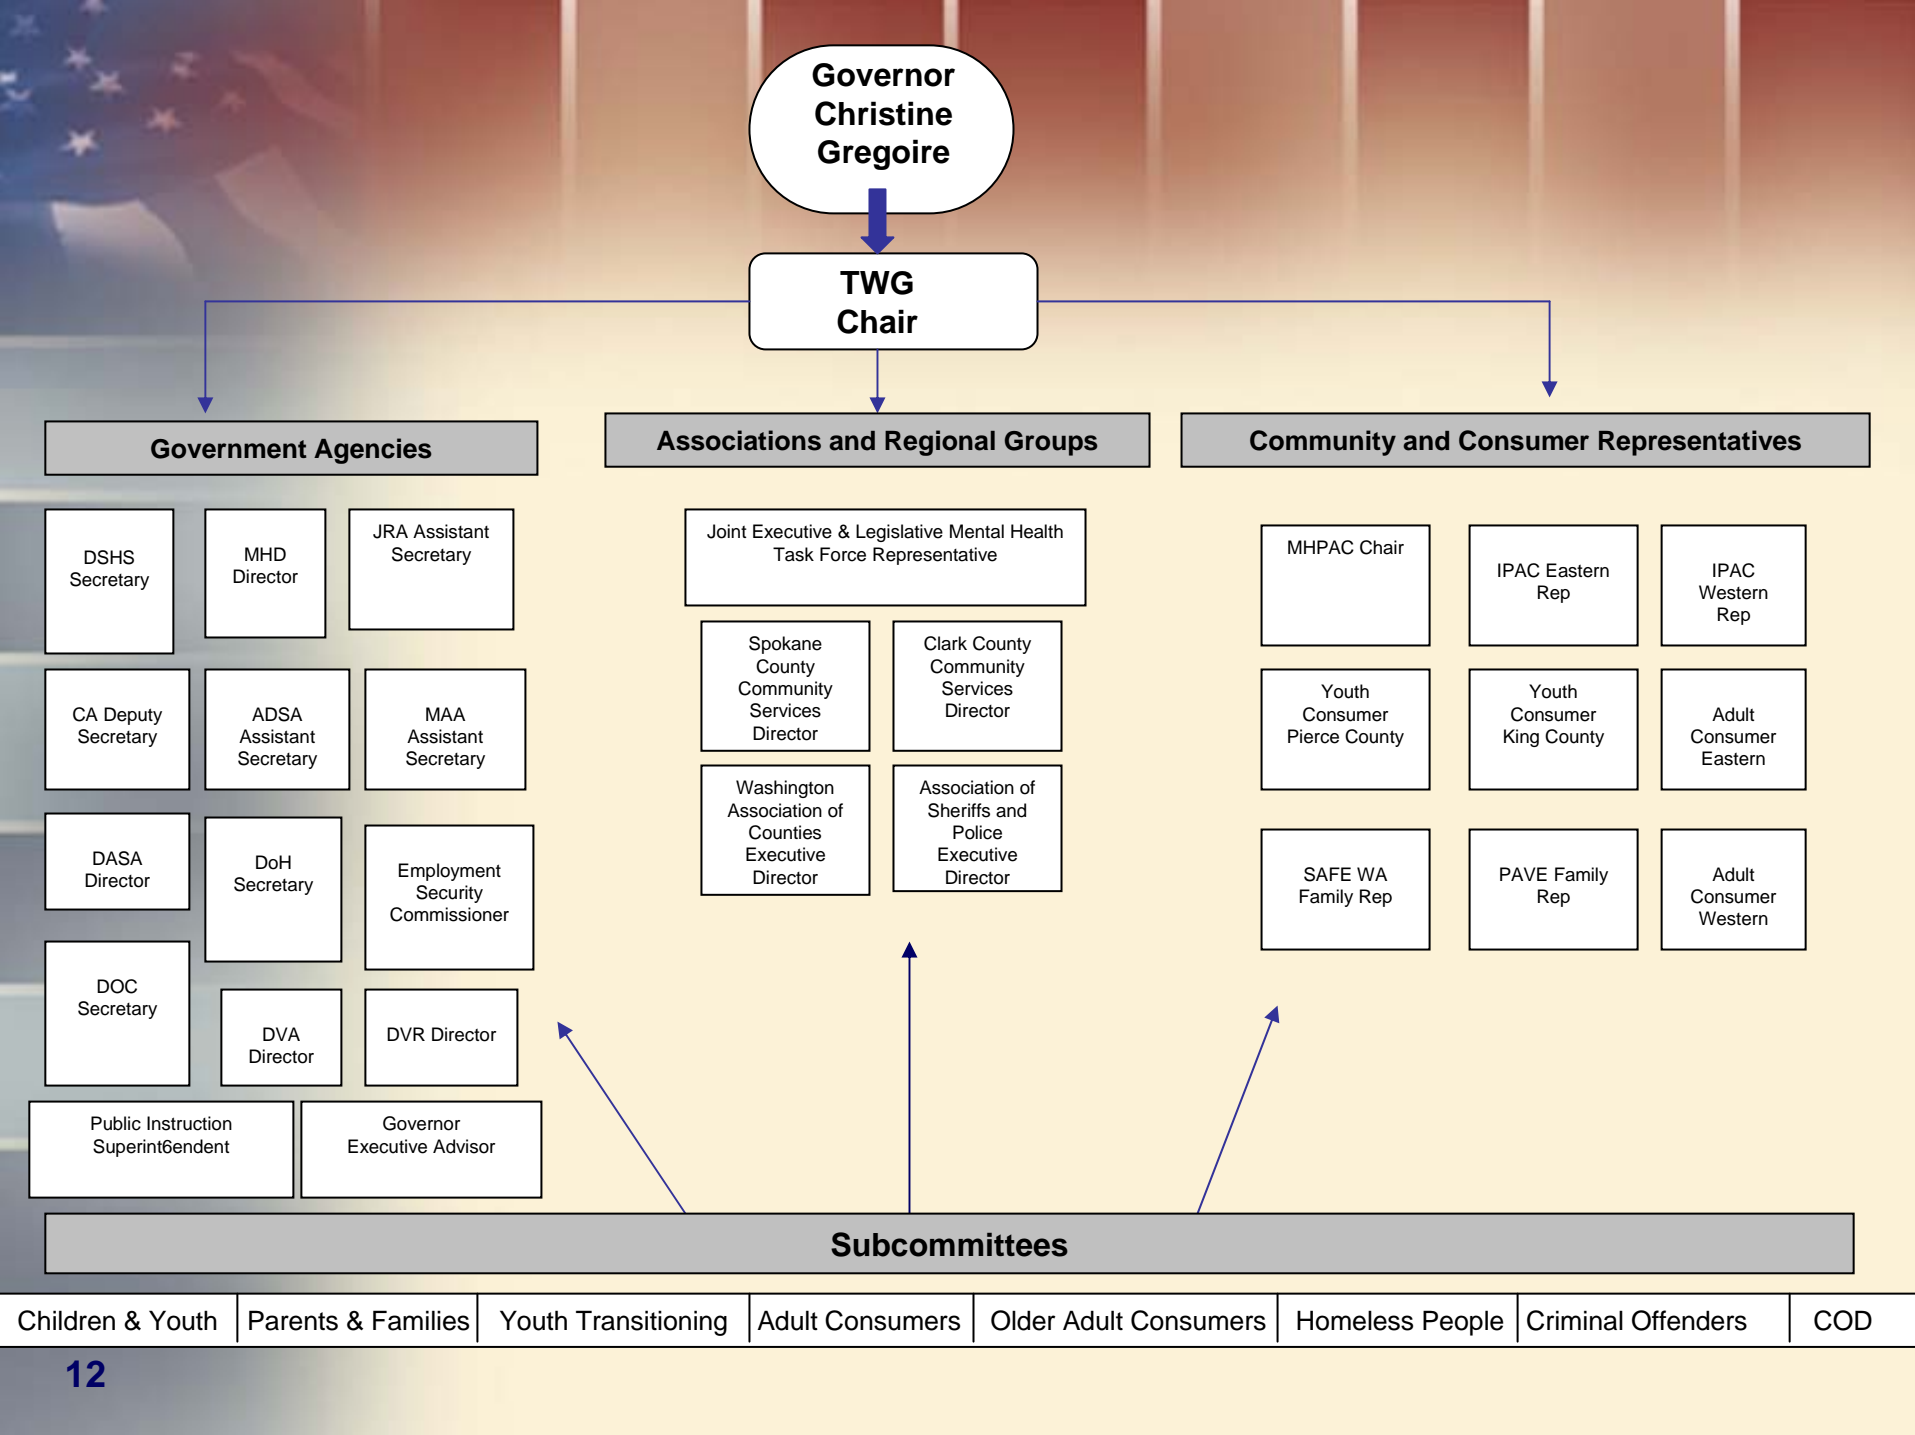 Governor
Christine
Gregoire
TWG
Chair
Government Agencies
Associations and Regional Groups
Community and Consumer Representatives
DSHS
Secretary
MHD
Director
JRA Assistant
Secretary
CA Deputy
Secretary
ADSA
Assistant
Secretary
MAA
Assistant
Secretary
DASA
Director
DoH
Secretary
Employment
Security
Commissioner
DOC
Secretary
DVA
Director
DVR Director
Public Instruction
Superint6endent
Governor
Executive Advisor
Joint Executive & Legislative Mental Health
Task Force Representative
Spokane
County
Community
Services
Director
Clark County
Community
Services
Director
Washington
Association of
Counties
Executive
Director
Association of
Sheriffs and
Police
Executive
Director
MHPAC Chair
IPAC Eastern
Rep
IPAC
Western
Rep
Youth
Consumer
Pierce County
Youth
Consumer
King County
Adult
Consumer
Eastern
SAFE WA
Family Rep
PAVE Family
Rep
Adult
Consumer
Western
Subcommittees
Children & Youth
Parents & Families
Youth Transitioning
Adult Consumers
Older Adult Consumers
Homeless People
Criminal Offenders
COD
12